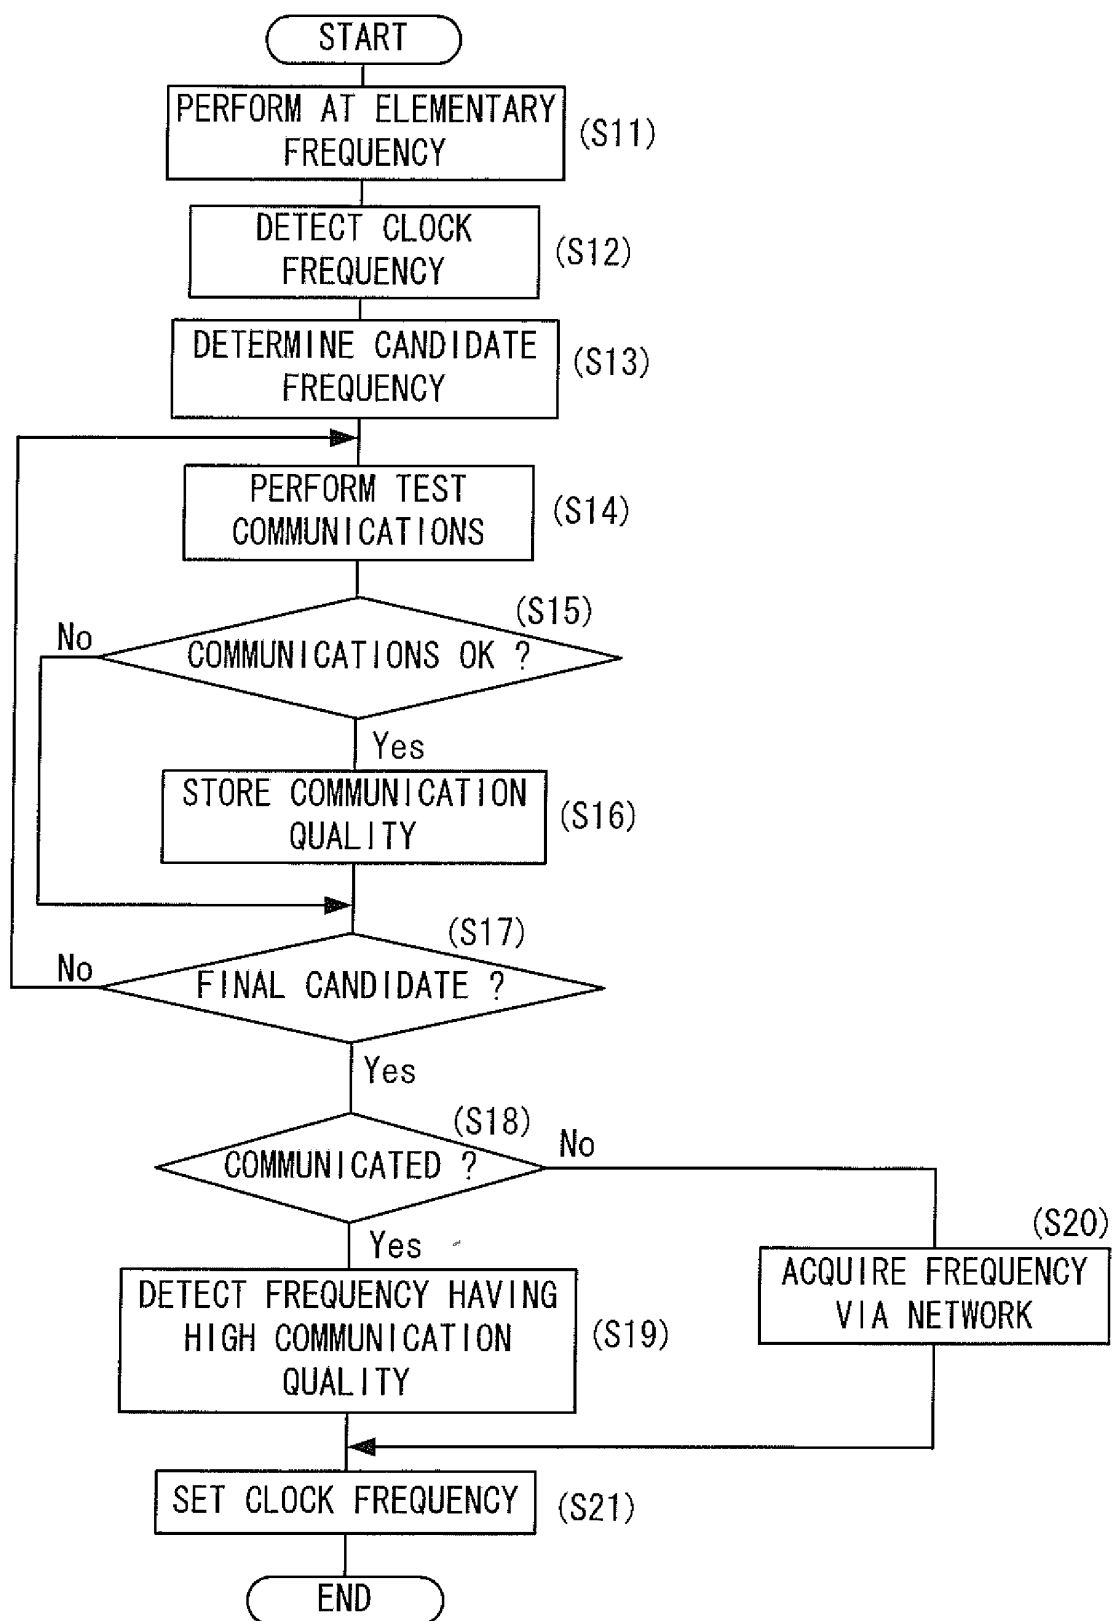 START
PERFORM AT ELEMENTARY
FREQUENCY
(S11)
DETECT CLOCK
FREQUENCY
(S12)
DETERMINE CANDIDATE
FREQUENCY
(S13)
PERFORM TEST
COMMUNICATIONS
(S14)
(S15)
No
COMMUNICATIONS OK ?
Yes
STORE COMMUNICATION
QUALITY
(S16)
(S17)
No
FINAL CANDIDATE ?
Yes
(S18)
COMMUNICATED ?
No
Yes
(S20)
ACQUIRE FREQUENCY
VIA NETWORK
DETECT FREQUENCY HAVING
HIGH COMMUNICATION
QUALITY
(S19)
SET CLOCK FREQUENCY
(S21)
END